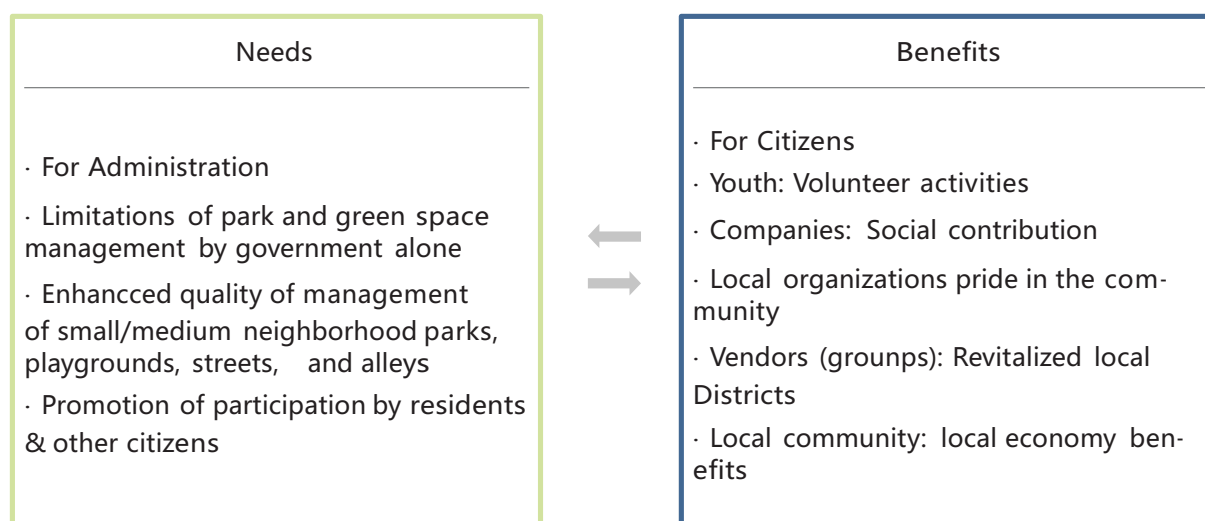 Needs
· For Administration
· Limitations of park and green space
management by government alone
· Enhancced quality of management
of small/medium neighborhood parks,
playgrounds, streets, and alleys
· Promotion of participation by residents
& other citizens
Benefits
· For Citizens
· Youth: Volunteer activities
· Companies: Social contribution
· Local organizations pride in the com-
munity
· Vendors (grounps): Revitalized local
Districts
· Local community: local economy ben-
efits